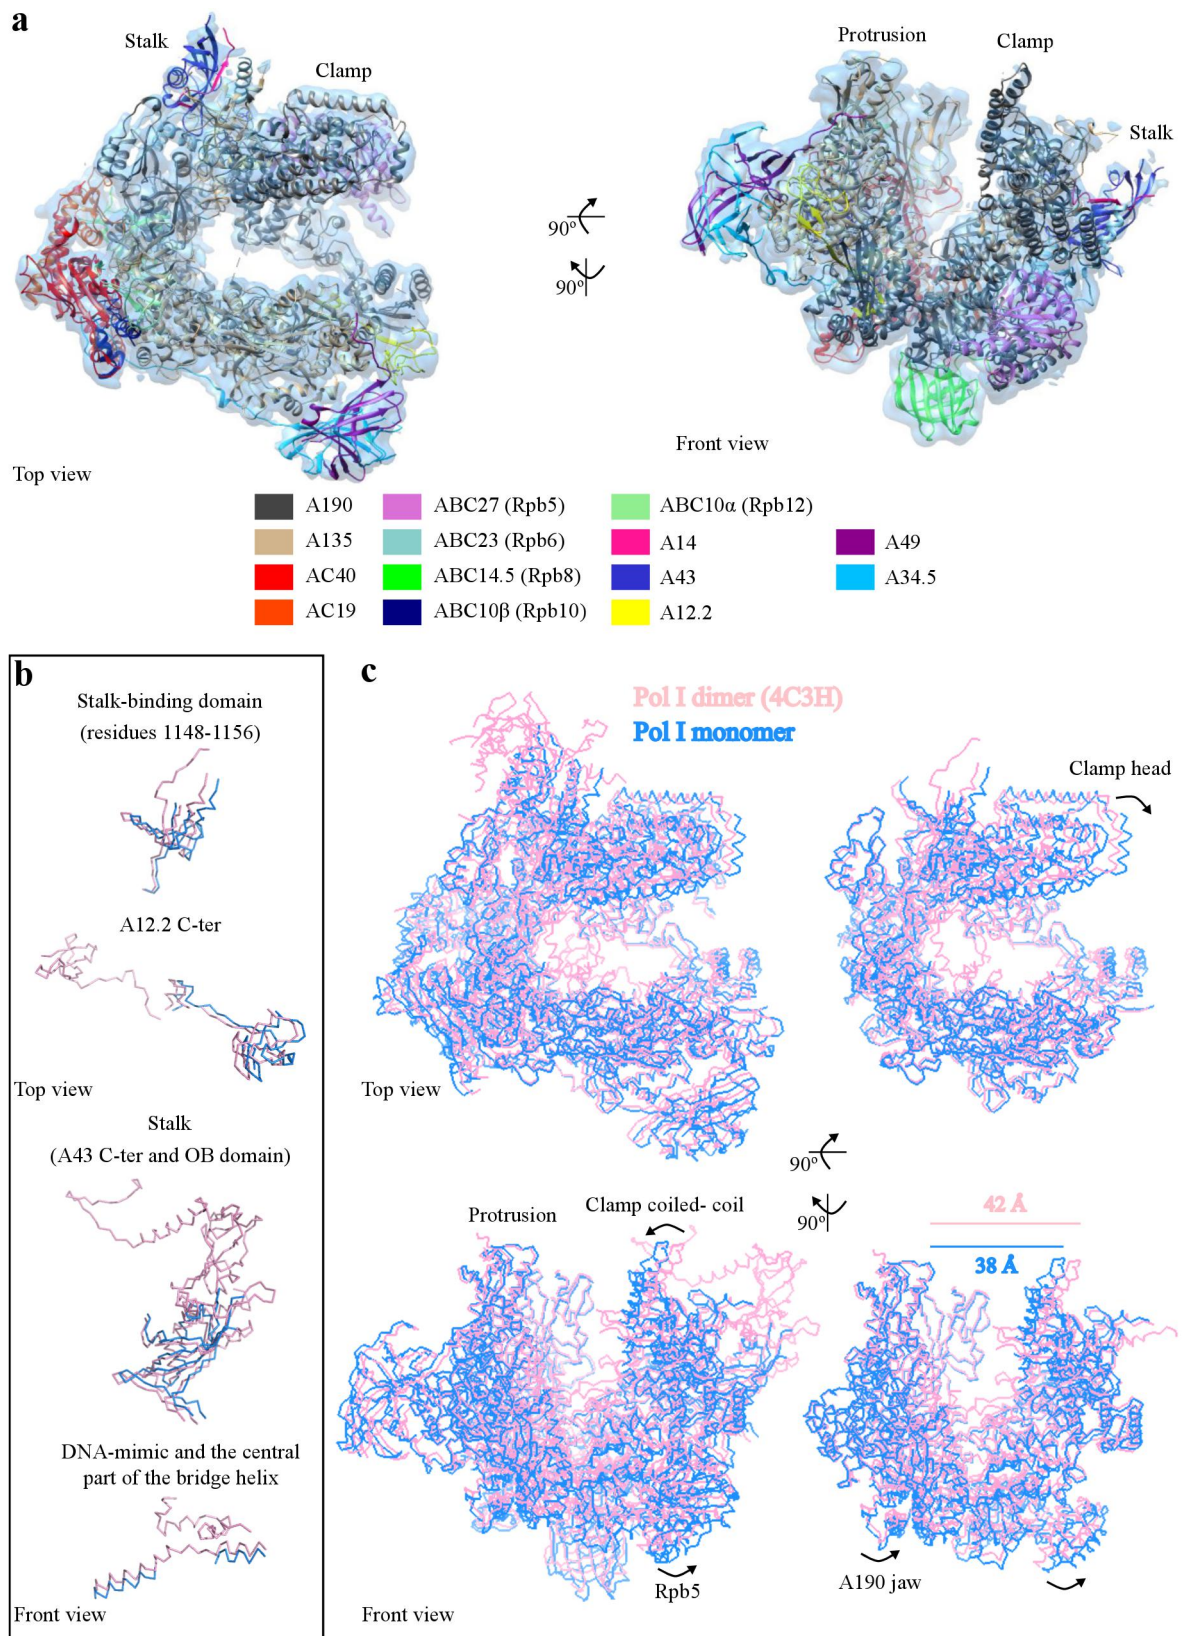 a
Stalk
Clamp
Protrusion
Clamp
Stalk
90º
90º
Top view
Front view
A190
ABC27 (Rpb5)
ABC10α (Rpb12)
A135
ABC23 (Rpb6)
A14
A49
AC40
ABC14.5 (Rpb8)
A43
A34.5
AC19
ABC10β (Rpb10)
A12.2
b
Stalk-binding domain
(residues 1148-1156)
A12.2 C-ter
Top view
Stalk
(A43 C-ter and OB domain)
DNA-mimic and the central
part of the bridge helix
Front view
c
Pol I dimer (4C3H)
Pol I monomer
Clamp head
Top view
90º
90º
Protrusion
Clamp coiled- coil
42 Å
38 Å
Rpb5
A190 jaw
Front view